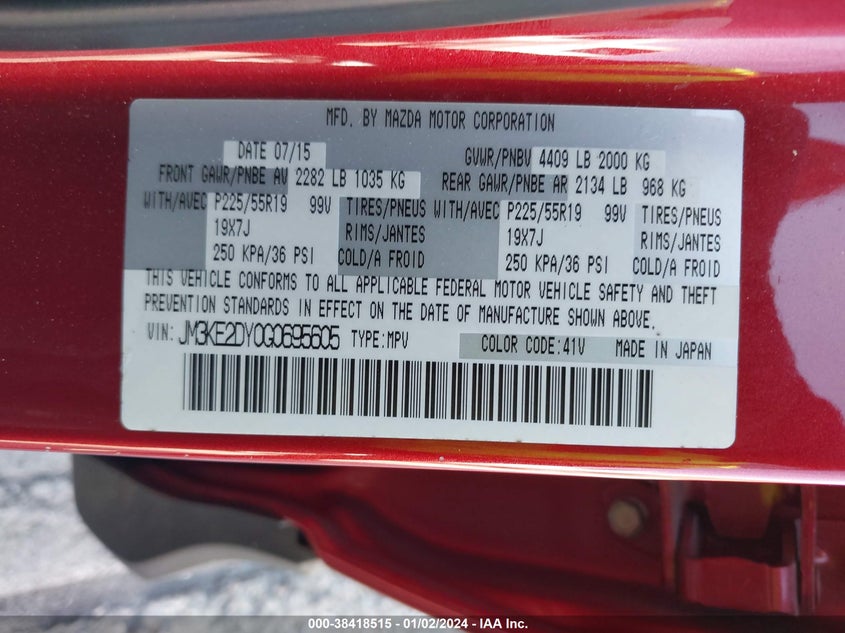 MFD. BY MAZDA MOTOR CORPORATION
DATE 07/15 GVWR/PNBV 4409 LB 2000 KG
FRONT GAWR/PNBE AV 2282 LB 1035 KG REAR GAWR/PNBE AR 2134 LB 968 KG
WITH/AVEC P225/55R19 99V TIRES/PNEUS WITH/AVEC P225/55R19 99V TIRES/PNEUS
19X7J RIMS/JANTES 19X7J RIMS/JANTES
250 KPA/36 PSI COLD/A FROID 250 KPA/36 PSI COLD/A FROID
THIS VEHICLE CONFORMS TO ALL APPLICABLE FEDERAL MOTOR VEHICLE SAFETY AND THEFT
PREVENTION STANDARDS IN EFFECT ON THE DATE OF MANUFACTURE SHOWN ABOVE.
VIN: JM3KE2DY0G0695605 TYPE:MPV COLOR CODE:41V MADE IN JAPAN
000-38418515 - 01/02/2024 - IAA Inc.